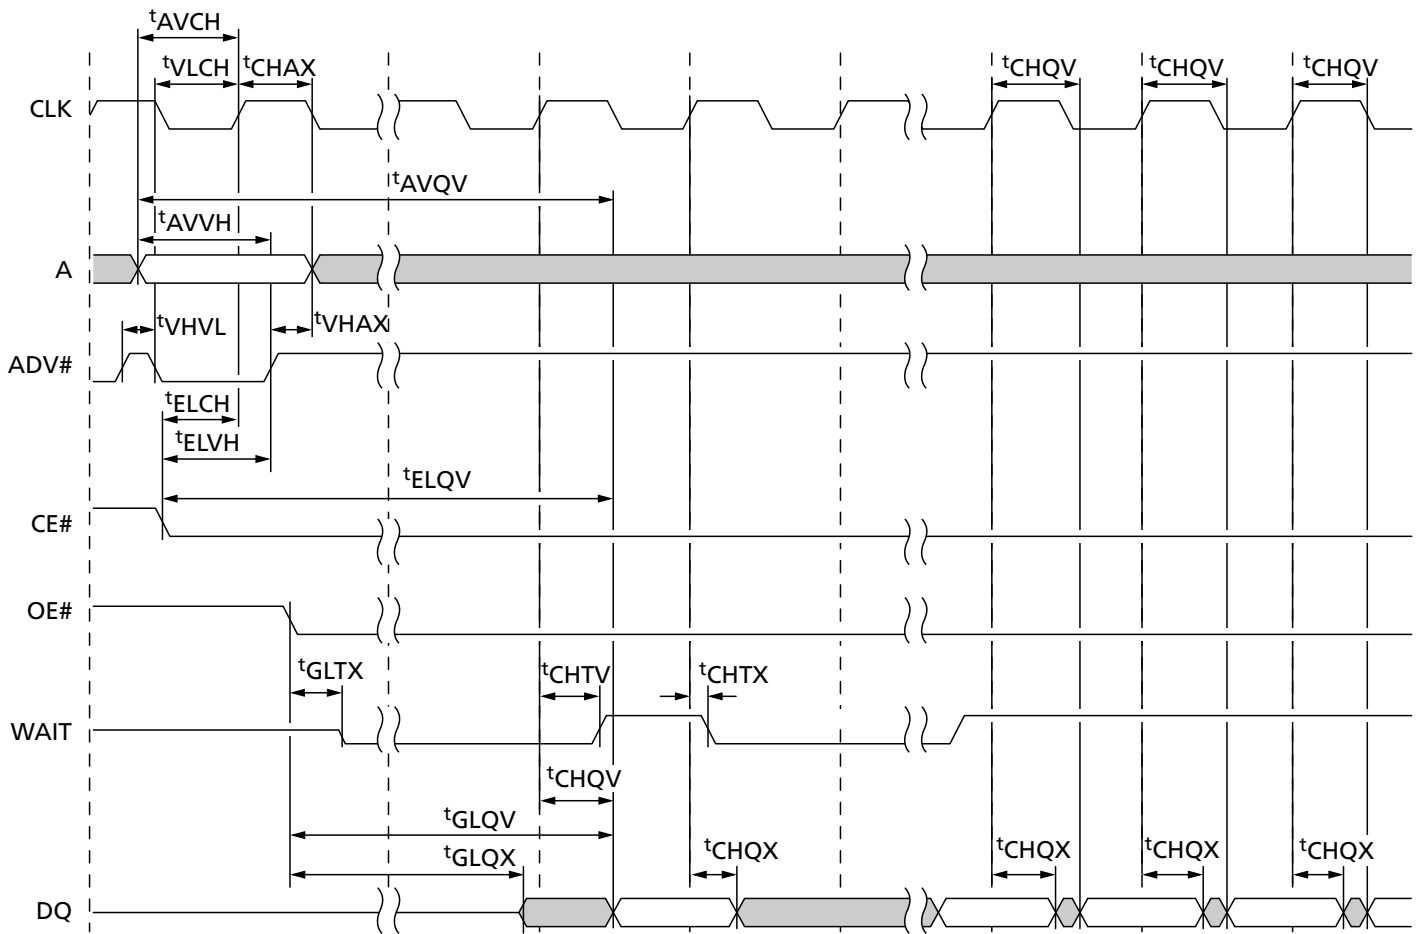 tAVCH
tVLCH tCHAX tCHQV tCHQV tCHQV
CLK
tAVQV
tAVVH
A
tVHVL tVHAX
ADV#
tELCH
tELVH
tELQV
CE#
OE#
tGLTX tCHTV tCHTX
WAIT
tCHQV
tGLQV
tGLQX tCHQX tCHQX tCHQX tCHQX
DQ